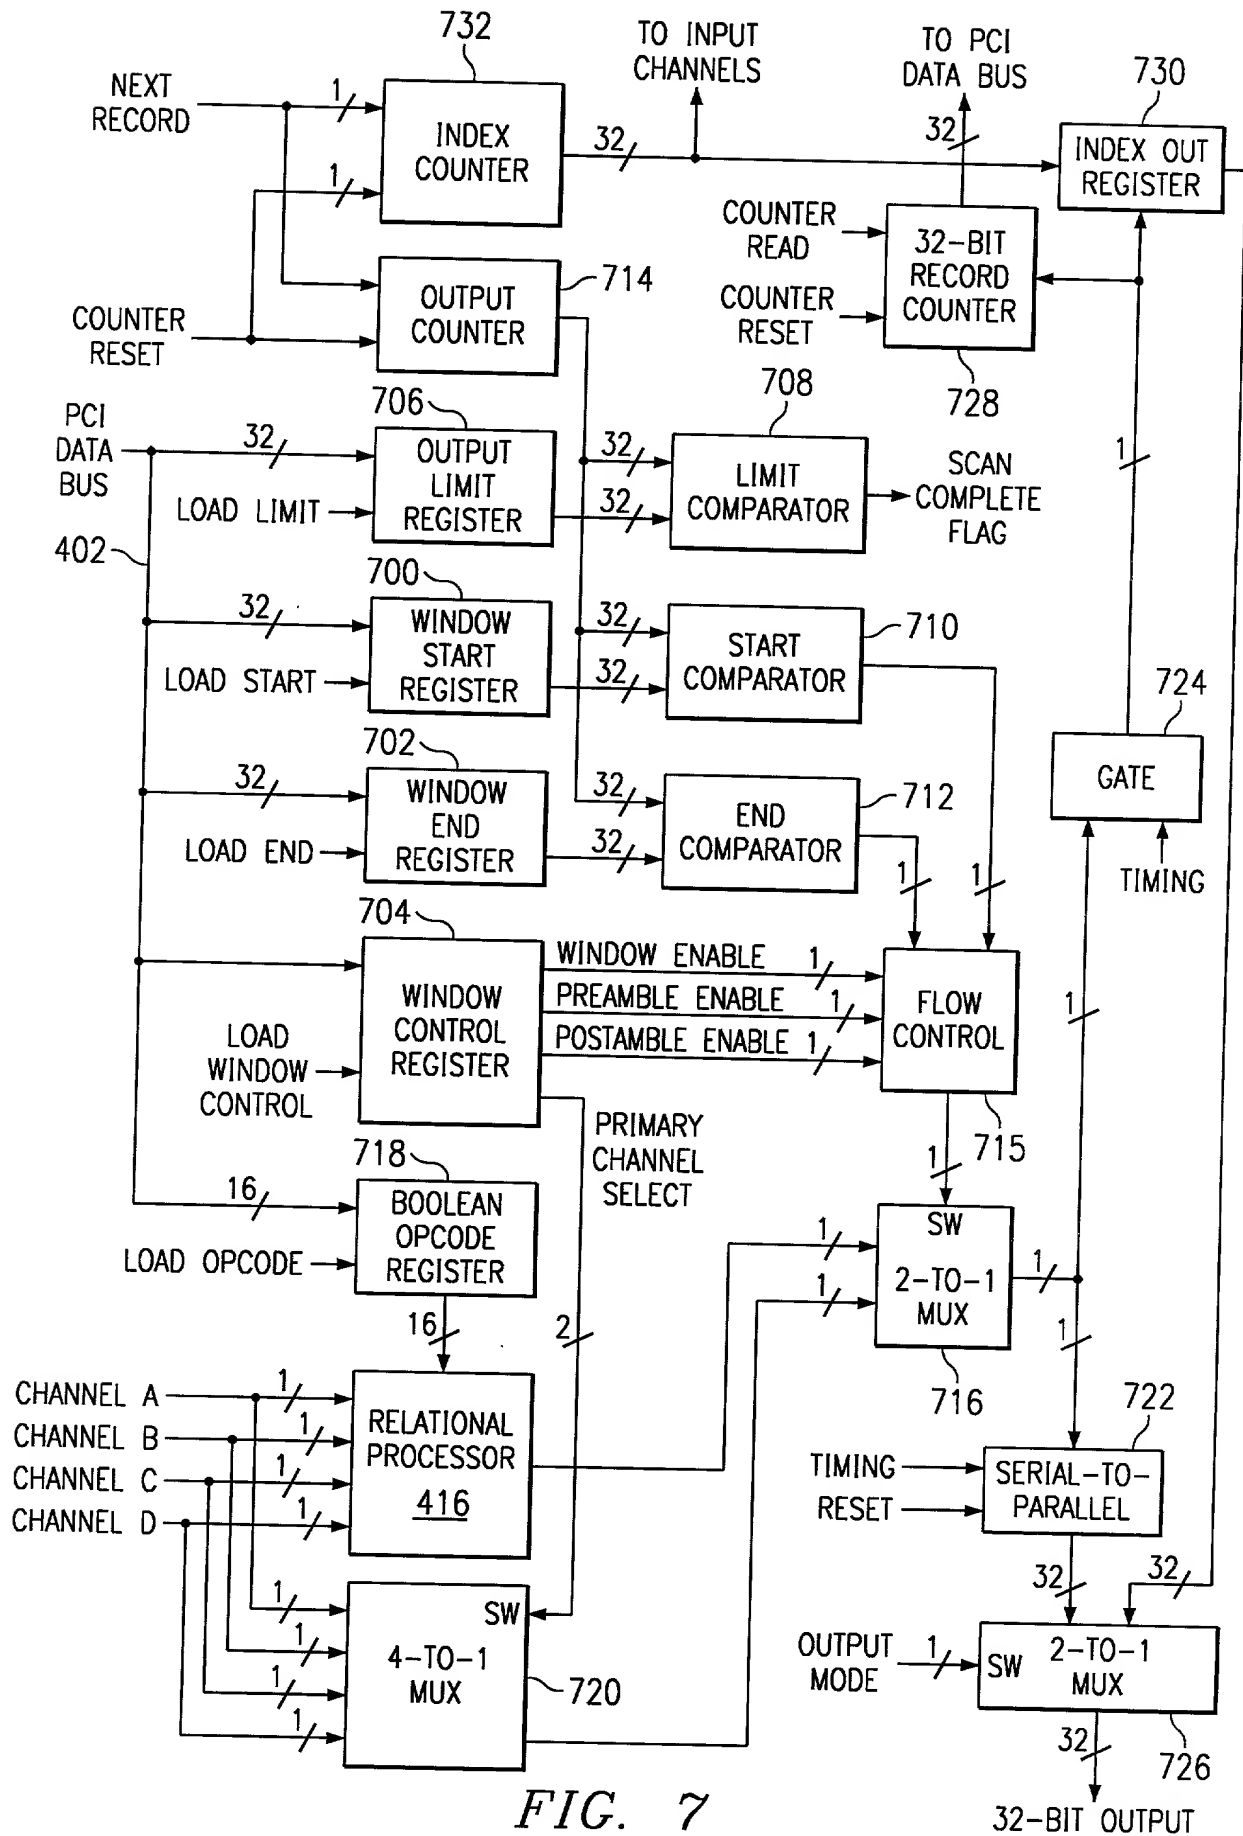 732
TO INPUT
CHANNELS
TO PCI
DATA BUS
730
NEXT
RECORD
1
INDEX
COUNTER
32
32
INDEX OUT
REGISTER
1
COUNTER
READ
32-BIT
RECORD
COUNTER
714
OUTPUT
COUNTER
COUNTER
RESET
COUNTER
RESET
728
706
708
PCI
DATA
BUS
32
OUTPUT
LIMIT
REGISTER
32
32
LIMIT
COMPARATOR
SCAN
COMPLETE
FLAG
1
LOAD LIMIT
402
700
32
WINDOW
START
REGISTER
32
32
START
COMPARATOR
710
LOAD START
724
GATE
TIMING
702
32
WINDOW
END
REGISTER
32
32
END
COMPARATOR
712
LOAD END
1
1
704
WINDOW
CONTROL
REGISTER
WINDOW ENABLE 1
PREAMBLE ENABLE 1
POSTAMBLE ENABLE 1
FLOW
CONTROL
1
LOAD
WINDOW
CONTROL
715
PRIMARY
CHANNEL
SELECT
1
718
16
BOOLEAN
OPCODE
REGISTER
LOAD OPCODE
16
2
1
1
SW
2-TO-1
MUX
1
1
716
CHANNEL A 1
CHANNEL B 1
CHANNEL C 1
CHANNEL D 1
RELATIONAL
PROCESSOR
416
722
TIMING
RESET
SERIAL-TO-
PARALLEL
32
32
1
1
1
1
SW
4-TO-1
MUX
720
OUTPUT
MODE
1
SW
2-TO-1
MUX
726
32
32-BIT OUTPUT
FIG. 7